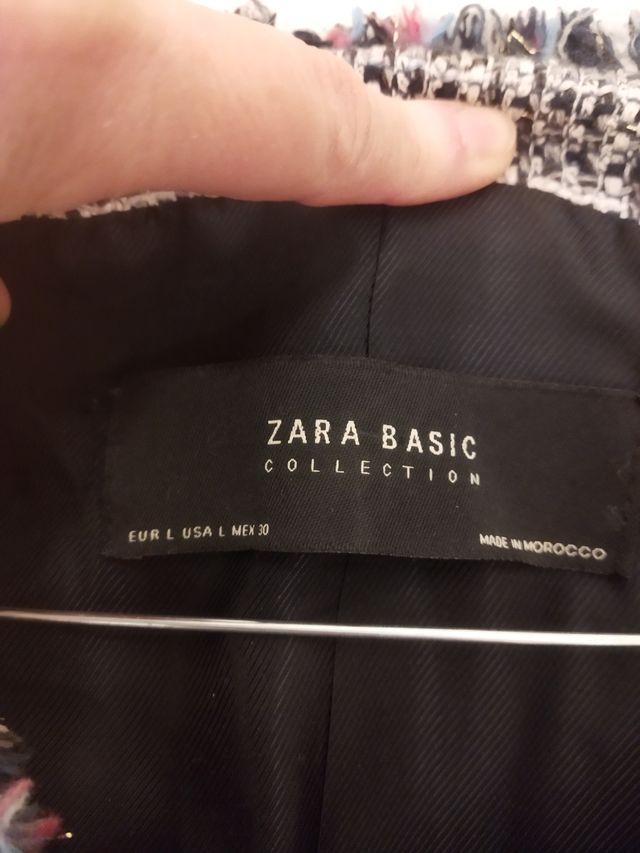 ZARA BASIC
COLLECTION
EUR L USA L MEX 30
MADE IN MOROCCO